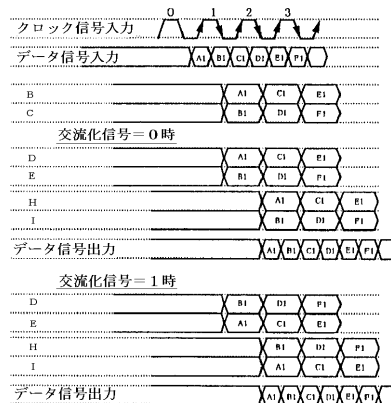 0 1 2 3
クロック信号入力
データ信号入力 A1 B1 C1 D1 E1 F1
B A1 C1 E1
C B1 D1 F1
交流化信号=0時
D A1 C1 E1
E B1 D1 F1
H A1 C1 E1
I B1 D1 F1
データ信号出力 A1 B1 C1 D1 E1 F1
交流化信号=1時
D B1 D1 F1
E A1 C1 E1
H B1 D1 F1
I A1 C1 E1
データ信号出力 A1 B1 C1 D1 E1 F1